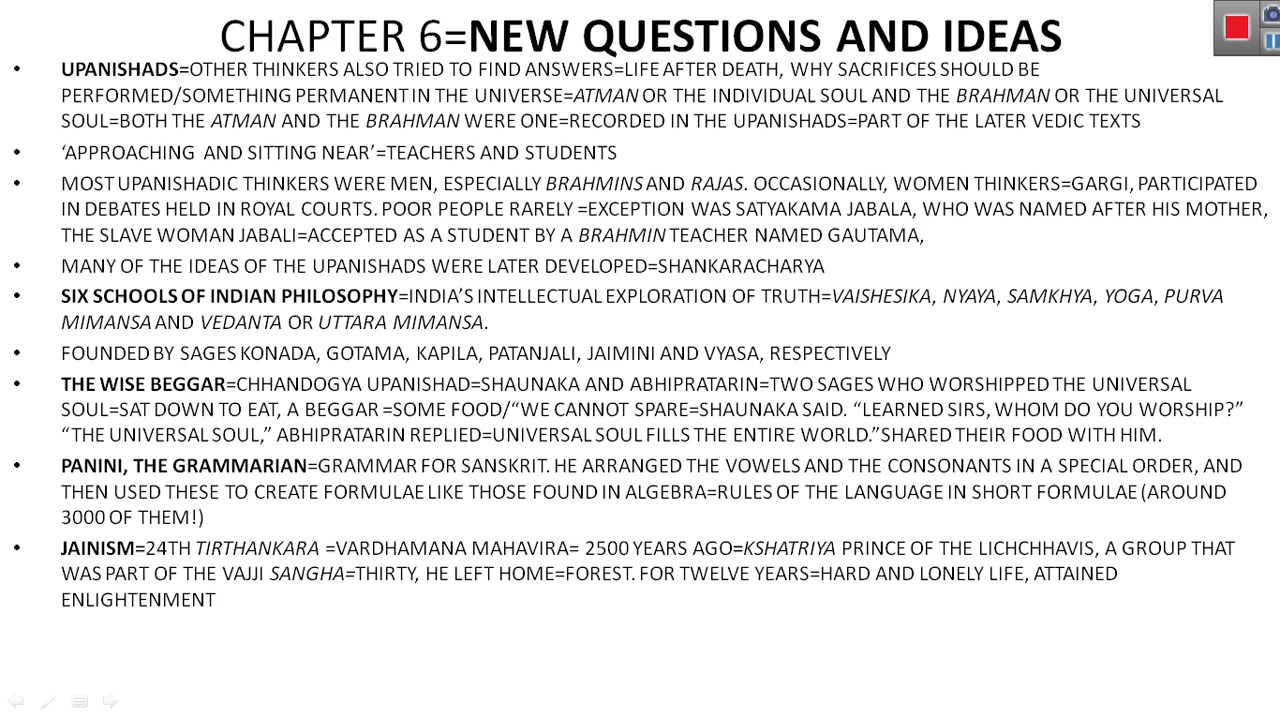 CHAPTER 6=NEW QUESTIONS AND IDEAS
• UPANISHADS=OTHER THINKERS ALSO TRIED TO FIND ANSWERS=LIFE AFTER DEATH, WHY SACRIFICES SHOULD BE
PERFORMED/SOMETHING PERMANENT IN THE UNIVERSE=ATMAN OR THE INDIVIDUAL SOUL AND THE BRAHMAN OR THE UNIVERSAL
SOUL=BOTH THE ATMAN AND THE BRAHMAN WERE ONE=RECORDED IN THE UPANISHADS=PART OF THE LATER VEDIC TEXTS
• ‘APPROACHING AND SITTING NEAR’=TEACHERS AND STUDENTS
• MOST UPANISHADIC THINKERS WERE MEN, ESPECIALLY BRAHMINS AND RAJAS. OCCASIONALLY, WOMEN THINKERS=GARGI, PARTICIPATED
IN DEBATES HELD IN ROYAL COURTS. POOR PEOPLE RARELY =EXCEPTION WAS SATYAKAMA JABALA, WHO WAS NAMED AFTER HIS MOTHER,
THE SLAVE WOMAN JABALI=ACCEPTED AS A STUDENT BY A BRAHMIN TEACHER NAMED GAUTAMA,
• MANY OF THE IDEAS OF THE UPANISHADS WERE LATER DEVELOPED=SHANKARACHARYA
• SIX SCHOOLS OF INDIAN PHILOSOPHY=INDIA’S INTELLECTUAL EXPLORATION OF TRUTH=VAISHESIKA, NYAYA, SAMKHYA, YOGA, PURVA
MIMANSA AND VEDANTA OR UTTARA MIMANSA.
• FOUNDED BY SAGES KONADA, GOTAMA, KAPILA, PATANJALI, JAIMINI AND VYASA, RESPECTIVELY
• THE WISE BEGGAR=CHHANDOGYA UPANISHAD=SHAUNAKA AND ABHIPRATARIN=TWO SAGES WHO WORSHIPPED THE UNIVERSAL
SOUL=SAT DOWN TO EAT, A BEGGAR =SOME FOOD/“WE CANNOT SPARE=SHAUNAKA SAID. “LEARNED SIRS, WHOM DO YOU WORSHIP?”
“THE UNIVERSAL SOUL,” ABHIPRATARIN REPLIED=UNIVERSAL SOUL FILLS THE ENTIRE WORLD.”SHARED THEIR FOOD WITH HIM.
• PANINI, THE GRAMMARIAN=GRAMMAR FOR SANSKRIT. HE ARRANGED THE VOWELS AND THE CONSONANTS IN A SPECIAL ORDER, AND
THEN USED THESE TO CREATE FORMULAE LIKE THOSE FOUND IN ALGEBRA=RULES OF THE LANGUAGE IN SHORT FORMULAE (AROUND
3000 OF THEM!)
• JAINISM=24TH TIRTHANKARA =VARDHAMANA MAHAVIRA= 2500 YEARS AGO=KSHATRIYA PRINCE OF THE LICHCHHAVIS, A GROUP THAT
WAS PART OF THE VAJJI SANGHA=THIRTY, HE LEFT HOME=FOREST. FOR TWELVE YEARS=HARD AND LONELY LIFE, ATTAINED
ENLIGHTENMENT